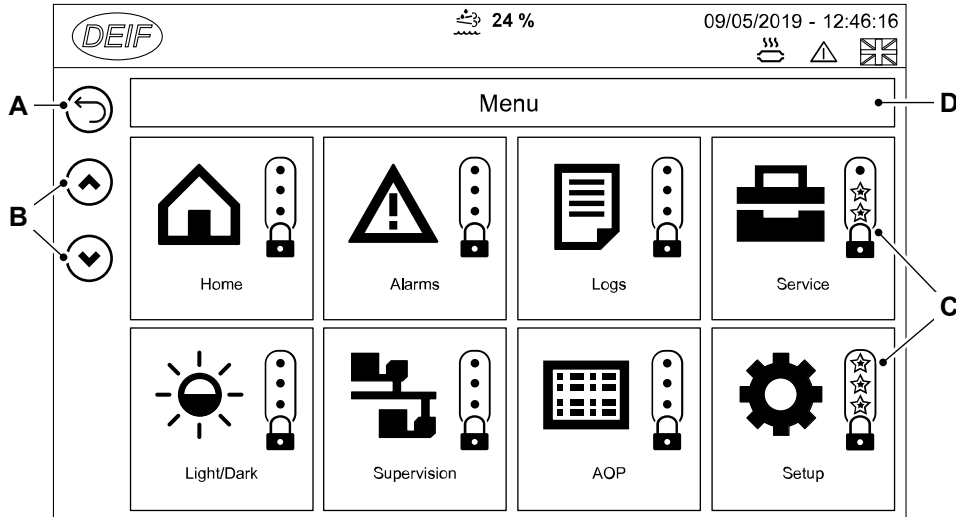 DEIF
24 %
09/05/2019 - 12:46:16
A
Menu
D
B
Home
Alarms
Logs
Service
C
Light/Dark
Supervision
AOP
Setup